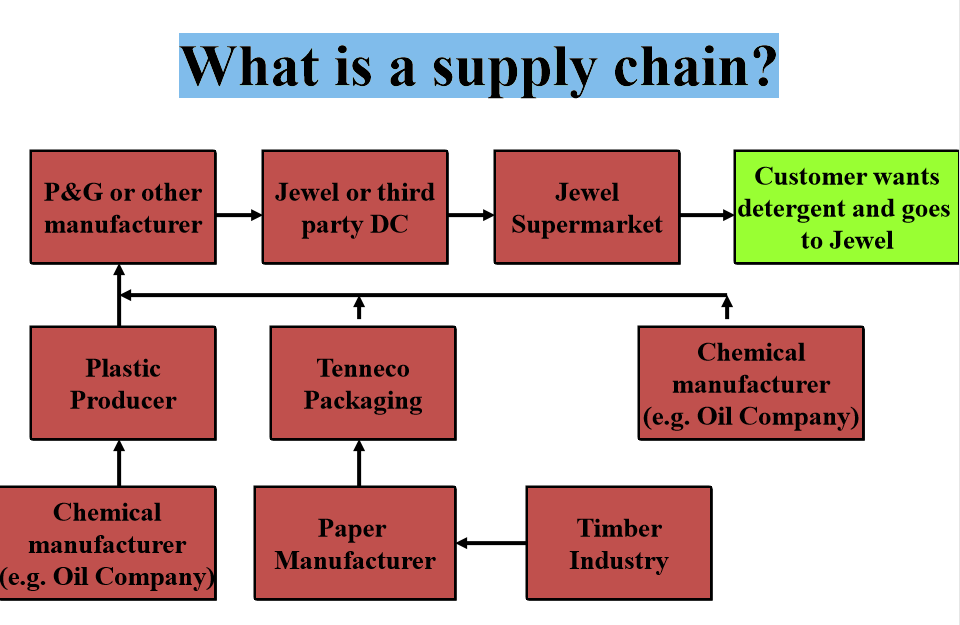 What is a supply chain?
P&G or other
manufacturer
Jewel or third
party DC
Jewel
Supermarket
Customer wants
detergent and goes
to Jewel
Plastic
Producer
Tenneco
Packaging
Chemical
manufacturer
(e.g. Oil Company)
Chemical
manufacturer
(e.g. Oil Company)
Paper
Manufacturer
Timber
Industry